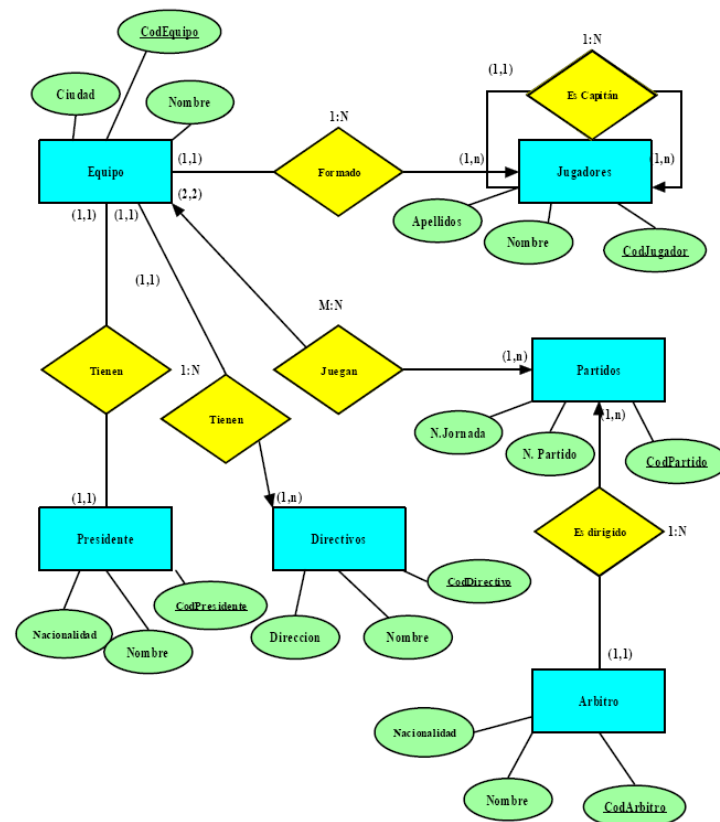 CodEquipo
1:N
Ciudad
Nombre
(1,1)
Es Capitán
1:N
Equipo
(1,1)
Formado
(1,n)
Jugadores
(1,n)
(2,2)
(1,1)
(1,1)
Apellidos
Nombre
CodJugador
(1,1)
M:N
Tienen
1:N
Juegan
(1,n)
Partidos
Tienen
(1,n)
N.Jornada
N. Partido
CodPartido
(1,1)
(1,n)
Presidente
Directivos
Es dirigido
1:N
CodPresidente
CodDirectivo
Nacionalidad
Nombre
Direccion
Nombre
(1,1)
Arbitro
Nacionalidad
Nombre
CodArbitro